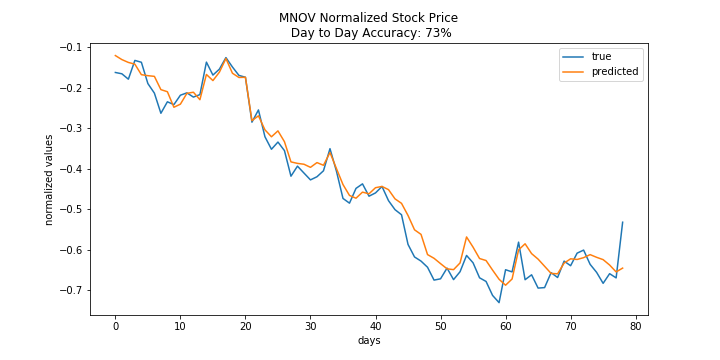 MNOV Normalized Stock Price
Day to Day Accuracy: 73%
true
predicted
−0.1
−0.2
−0.3
−0.4
−0.5
−0.6
−0.7
normalized values
0 10 20 30 40 50 60 70 80
days